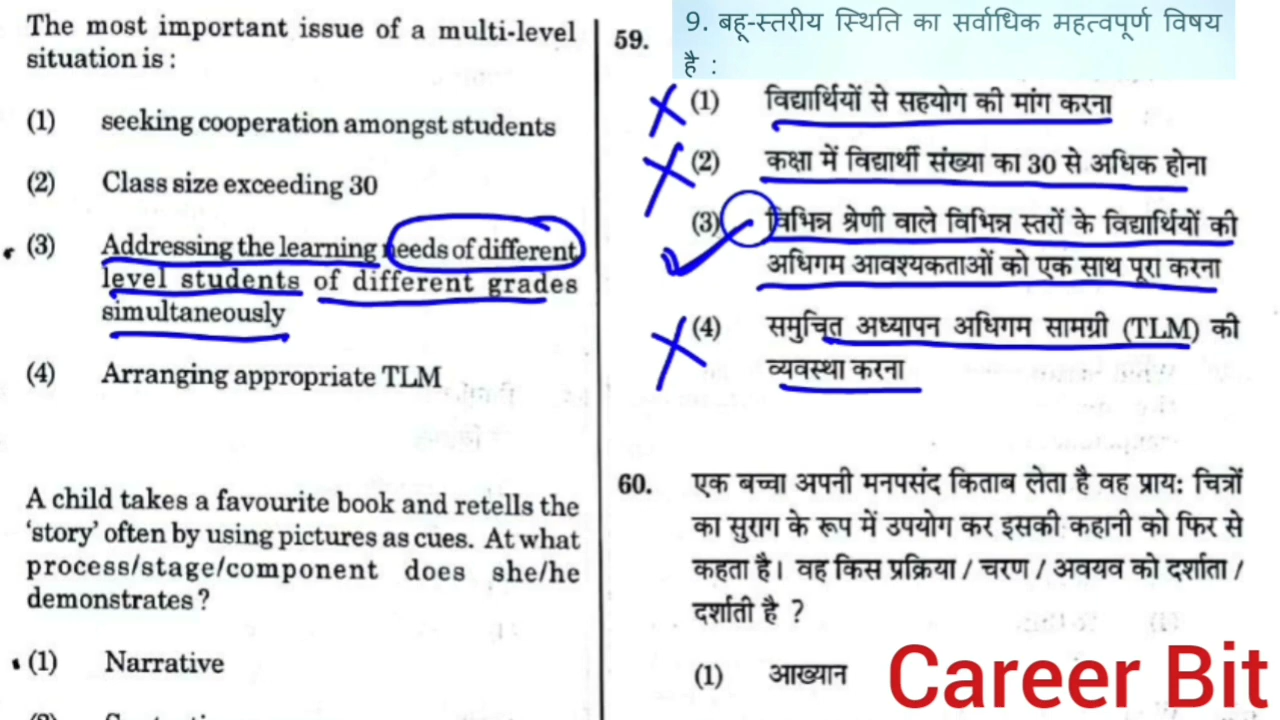 The most important issue of a multi-level
situation is :
(1) seeking cooperation amongst students
(2) Class size exceeding 30
(3) Addressing the learning needs of different
level students of different grades
simultaneously
(4) Arranging appropriate TLM
A child takes a favourite book and retells the
‘story’ often by using pictures as cues. At what
process/stage/component does she/he
demonstrates ?
(1) Narrative
59. 9. बहू-स्तरीय स्थिति का सर्वाधिक महत्वपूर्ण विषय
है :
(1) विद्यार्थियों से सहयोग की मांग करना
(2) कक्षा में विद्यार्थी संख्या का 30 से अधिक होना
(3) विभिन्न श्रेणी वाले विभिन्न स्तरों के विद्यार्थियों की
अधिगम आवश्यकताओं को एक साथ पूरा करना
(4) समुचित अध्यापन अधिगम सामग्री (TLM) की
व्यवस्था करना
60. एक बच्चा अपनी मनपसंद किताब लेता है वह प्राय: चित्रों
का सुराग के रूप में उपयोग कर इसकी कहानी को फिर से
कहता है। वह किस प्रक्रिया / चरण / अवयव को दर्शाता /
दर्शाती है ?
(1) आख्यान
Career Bit